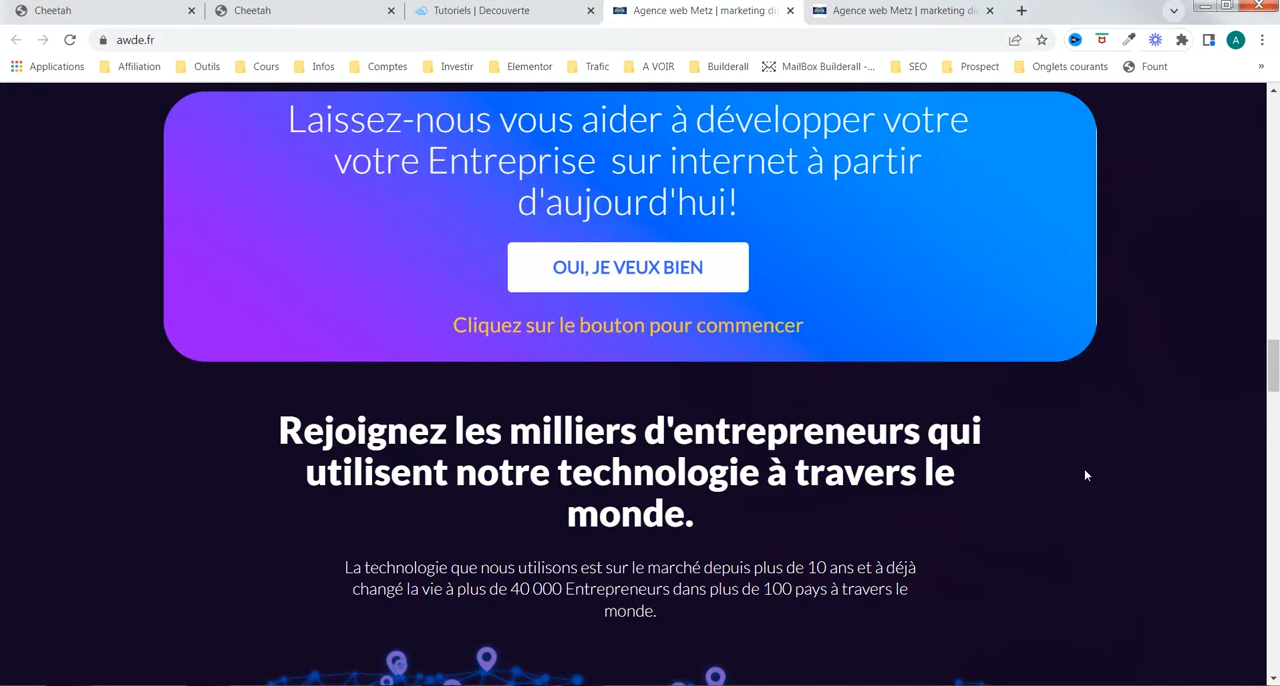 Cheetah
Cheetah
Tutoriels | Decouverte
Agence web Metz | marketing di
Agence web Metz | marketing di
awde.fr
A
Applications
Affiliation
Outils
Cours
Infos
Comptes
Investir
Elementor
Trafic
A VOIR
Builderall
MailBox Builderall -...
SEO
Prospect
Onglets courants
Fount
»
Laissez-nous vous aider à développer votre
votre Entreprise sur internet à partir
d'aujourd'hui!
OUI, JE VEUX BIEN
Cliquez sur le bouton pour commencer
Rejoignez les milliers d'entrepreneurs qui
utilisent notre technologie à travers le
monde.
La technologie que nous utilisons est sur le marché depuis plus de 10 ans et à déjà
changé la vie à plus de 40 000 Entrepreneurs dans plus de 100 pays à travers le
monde.